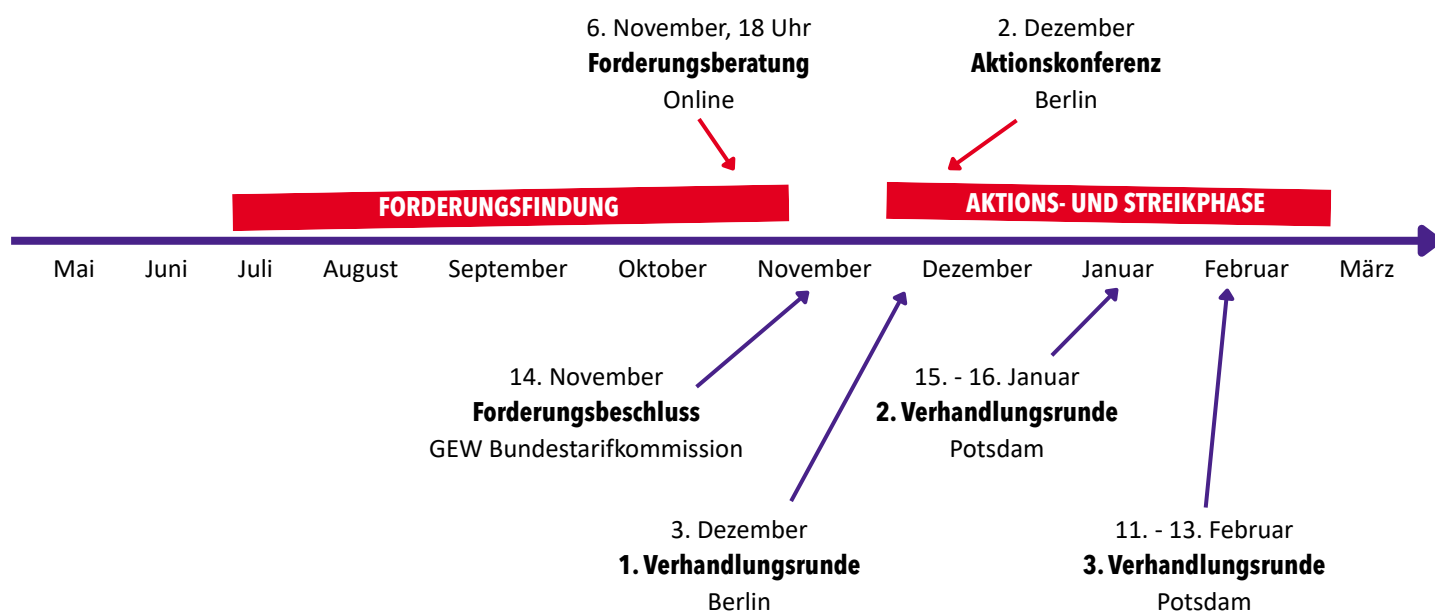 6. November, 18 Uhr
Forderungsberatung
Online
2. Dezember
Aktionskonferenz
Berlin
FORDERUNGSFINDUNG
AKTIONS- UND STREIKPHASE
Mai Juni Juli August September Oktober November Dezember Januar Februar März
14. November
Forderungsbeschluss
GEW Bundestarifkommission
15. - 16. Januar
2. Verhandlungsrunde
Potsdam
3. Dezember
1. Verhandlungsrunde
Berlin
11. - 13. Februar
3. Verhandlungsrunde
Potsdam